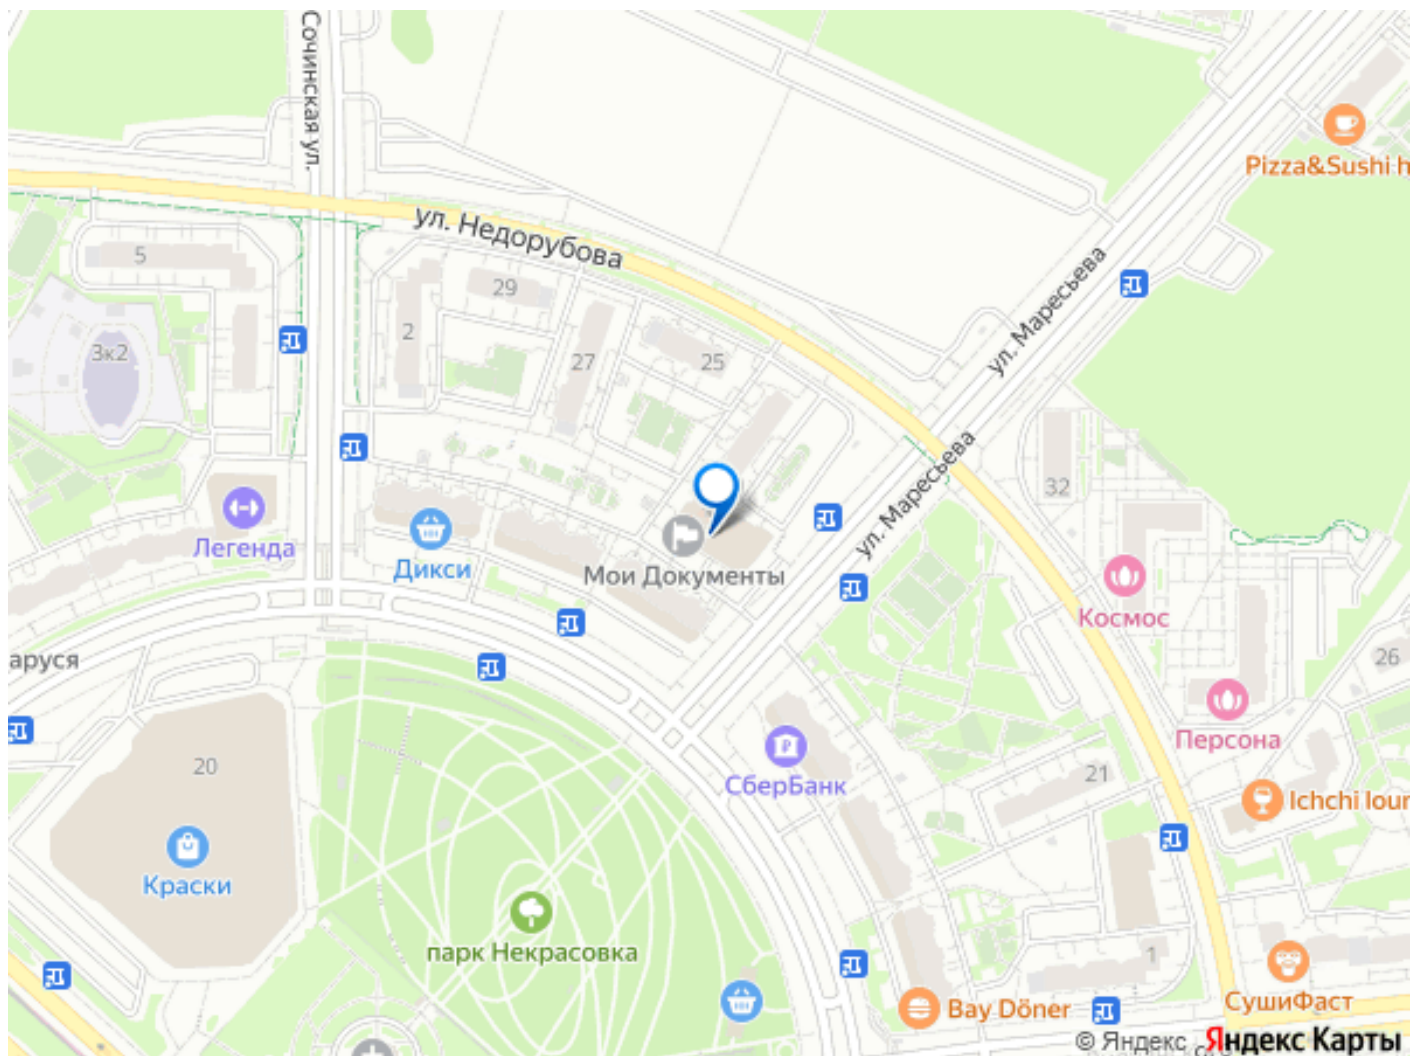 Сочинская ул.
Pizza&Sushi h
ул. Недорубова
5
29
ул. Маресьева
2
3к2
27
25
ул. Маресьева
32
Легенда
Дикси
Мои Документы
Космос
аруся
26
Персона
20
СберБанк
21
Ichchi lour
Краски
парк Некрасовка
1
Bay Döner
СушиФаст
© Яндекс Яндекс Карты